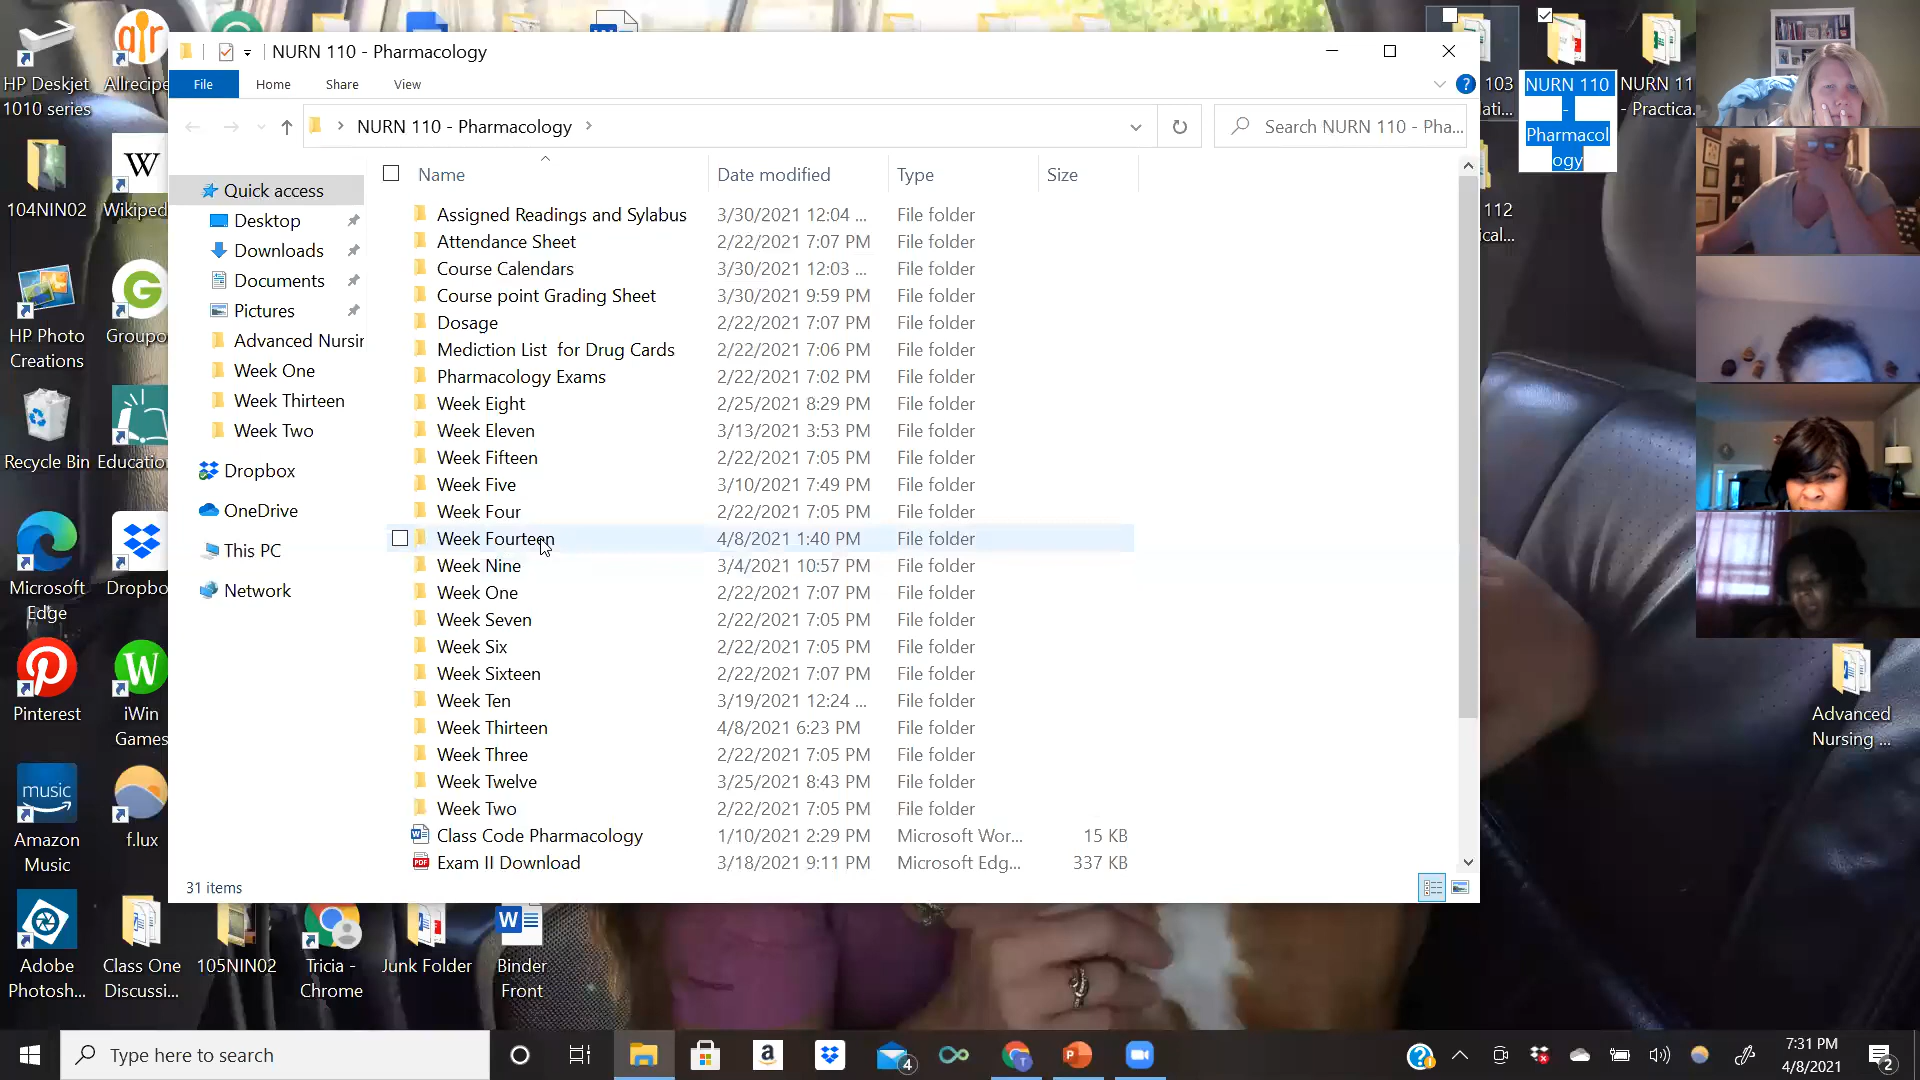 NURN 110 - Pharmacology
File Home Share View
NURN 110 - Pharmacology
Search NURN 110 - Pha...
Name Date modified Type Size
Quick access
Desktop
Downloads
Documents
Pictures
Advanced Nursin
Week One
Week Thirteen
Week Two
Dropbox
OneDrive
This PC
Network
Assigned Readings and Sylabus 3/30/2021 12:04 ... File folder
Attendance Sheet 2/22/2021 7:07 PM File folder
Course Calendars 3/30/2021 12:03 ... File folder
Course point Grading Sheet 3/30/2021 9:59 PM File folder
Dosage 2/22/2021 7:07 PM File folder
Mediction List for Drug Cards 2/22/2021 7:06 PM File folder
Pharmacology Exams 2/22/2021 7:02 PM File folder
Week Eight 2/25/2021 8:29 PM File folder
Week Eleven 3/13/2021 3:53 PM File folder
Week Fifteen 2/22/2021 7:05 PM File folder
Week Five 3/10/2021 7:49 PM File folder
Week Four 2/22/2021 7:05 PM File folder
Week Fourteen 4/8/2021 1:40 PM File folder
Week Nine 3/4/2021 10:57 PM File folder
Week One 2/22/2021 7:07 PM File folder
Week Seven 2/22/2021 7:05 PM File folder
Week Six 2/22/2021 7:05 PM File folder
Week Sixteen 2/22/2021 7:07 PM File folder
Week Ten 3/19/2021 12:24 ... File folder
Week Thirteen 4/8/2021 6:23 PM File folder
Week Three 2/22/2021 7:05 PM File folder
Week Twelve 3/25/2021 8:43 PM File folder
Week Two 2/22/2021 7:05 PM File folder
Class Code Pharmacology 1/10/2021 2:29 PM Microsoft Wor... 15 KB
Exam II Download 3/18/2021 9:11 PM Microsoft Edg... 337 KB
31 items
HP Deskjet
1010 series
air
Allrecipe
104NIN02
W
Wikiped
HP Photo
Creations
Groupo
Recycle Bin
Educatio
Microsoft
Edge
Dropbo
Pinterest
W
iWin
Games
music
Amazon
Music
f.lux
Adobe
Photosh...
Class One
Discussi...
105NIN02
Tricia -
Chrome
Junk Folder
W
Binder
Front
103
ati...
NURN 110
-
Pharmacol
ogy
NURN 11
- Practica.
112
ical...
Advanced
Nursing ...
Type here to search
4
7:31 PM
4/8/2021
2